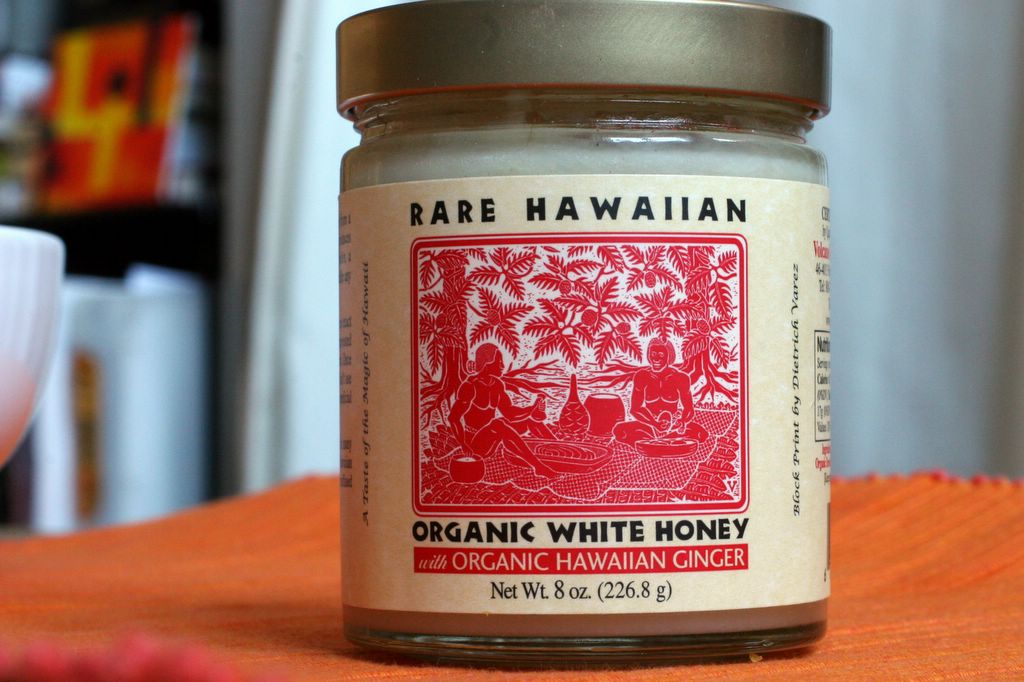 RARE HAWAIIAN
A Taste of the Magic of Hawaii
Block Print by Dietrich Varez
V
ORGANIC WHITE HONEY
with ORGANIC HAWAIIAN GINGER
Net Wt. 8 oz. (226.8 g)